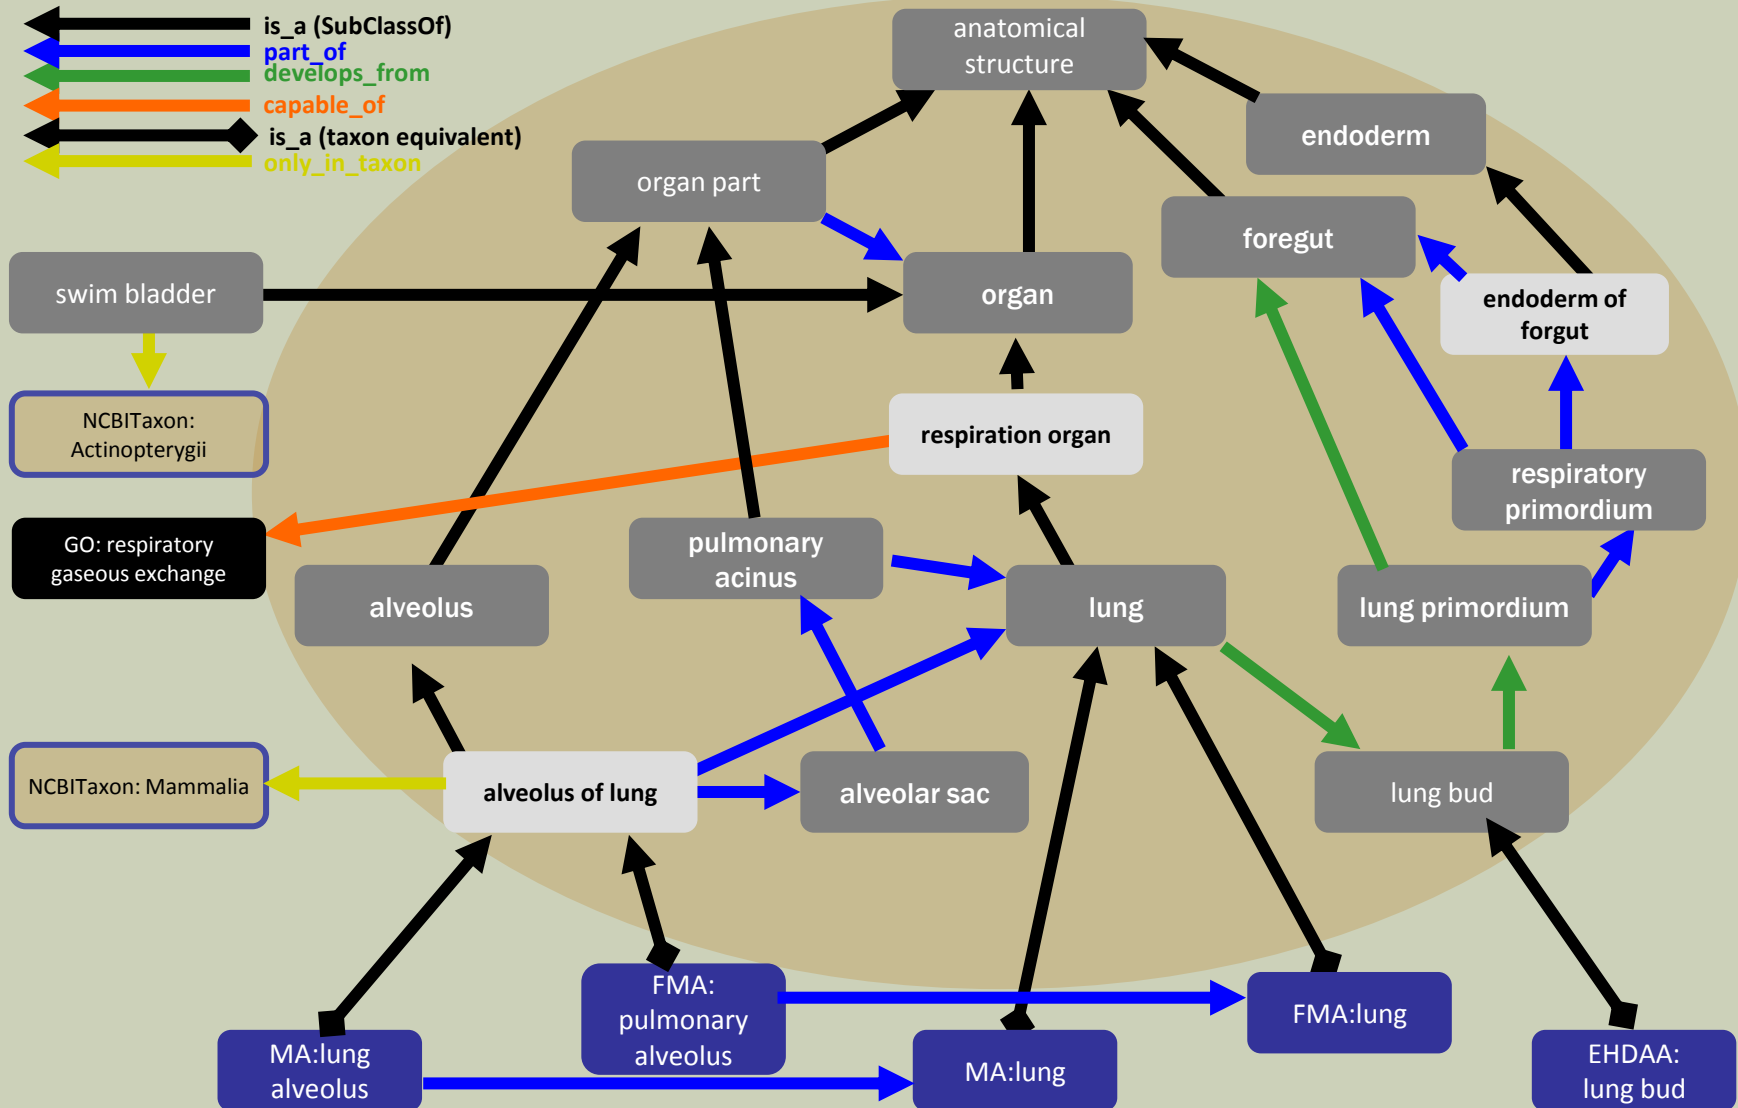 is_a (SubClassOf)
part_of
develops_from
capable_of
is_a (taxon equivalent)
only_in_taxon
anatomical
structure
endoderm
organ part
foregut
swim bladder
organ
endoderm of
forgut
NCBITaxon:
Actinopterygii
respiration organ
respiratory
primordium
GO: respiratory
gaseous exchange
pulmonary
acinus
alveolus
lung
lung primordium
NCBITaxon: Mammalia
alveolus of lung
alveolar sac
lung bud
FMA:
pulmonary
alveolus
FMA:lung
MA:lung
alveolus
MA:lung
EHDAA:
lung bud